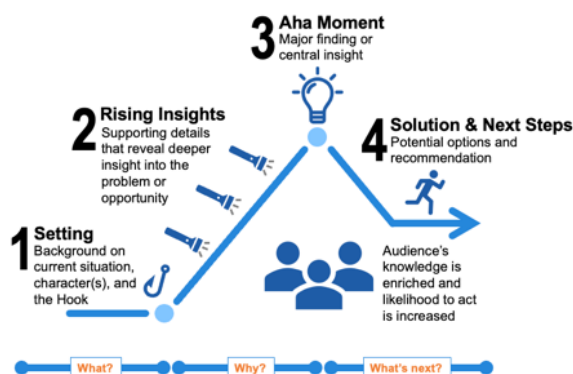 3 Aha Moment
Major finding or
central insight
2 Rising Insights
Supporting details
that reveal deeper
insight into the
problem or
opportunity
4 Solution & Next Steps
Potential options and
recommendation
1 Setting
Background on
current situation,
character(s), and
the Hook
Audience's
knowledge is
enriched and
likelihood to act
is increased
What?
Why?
What's next?